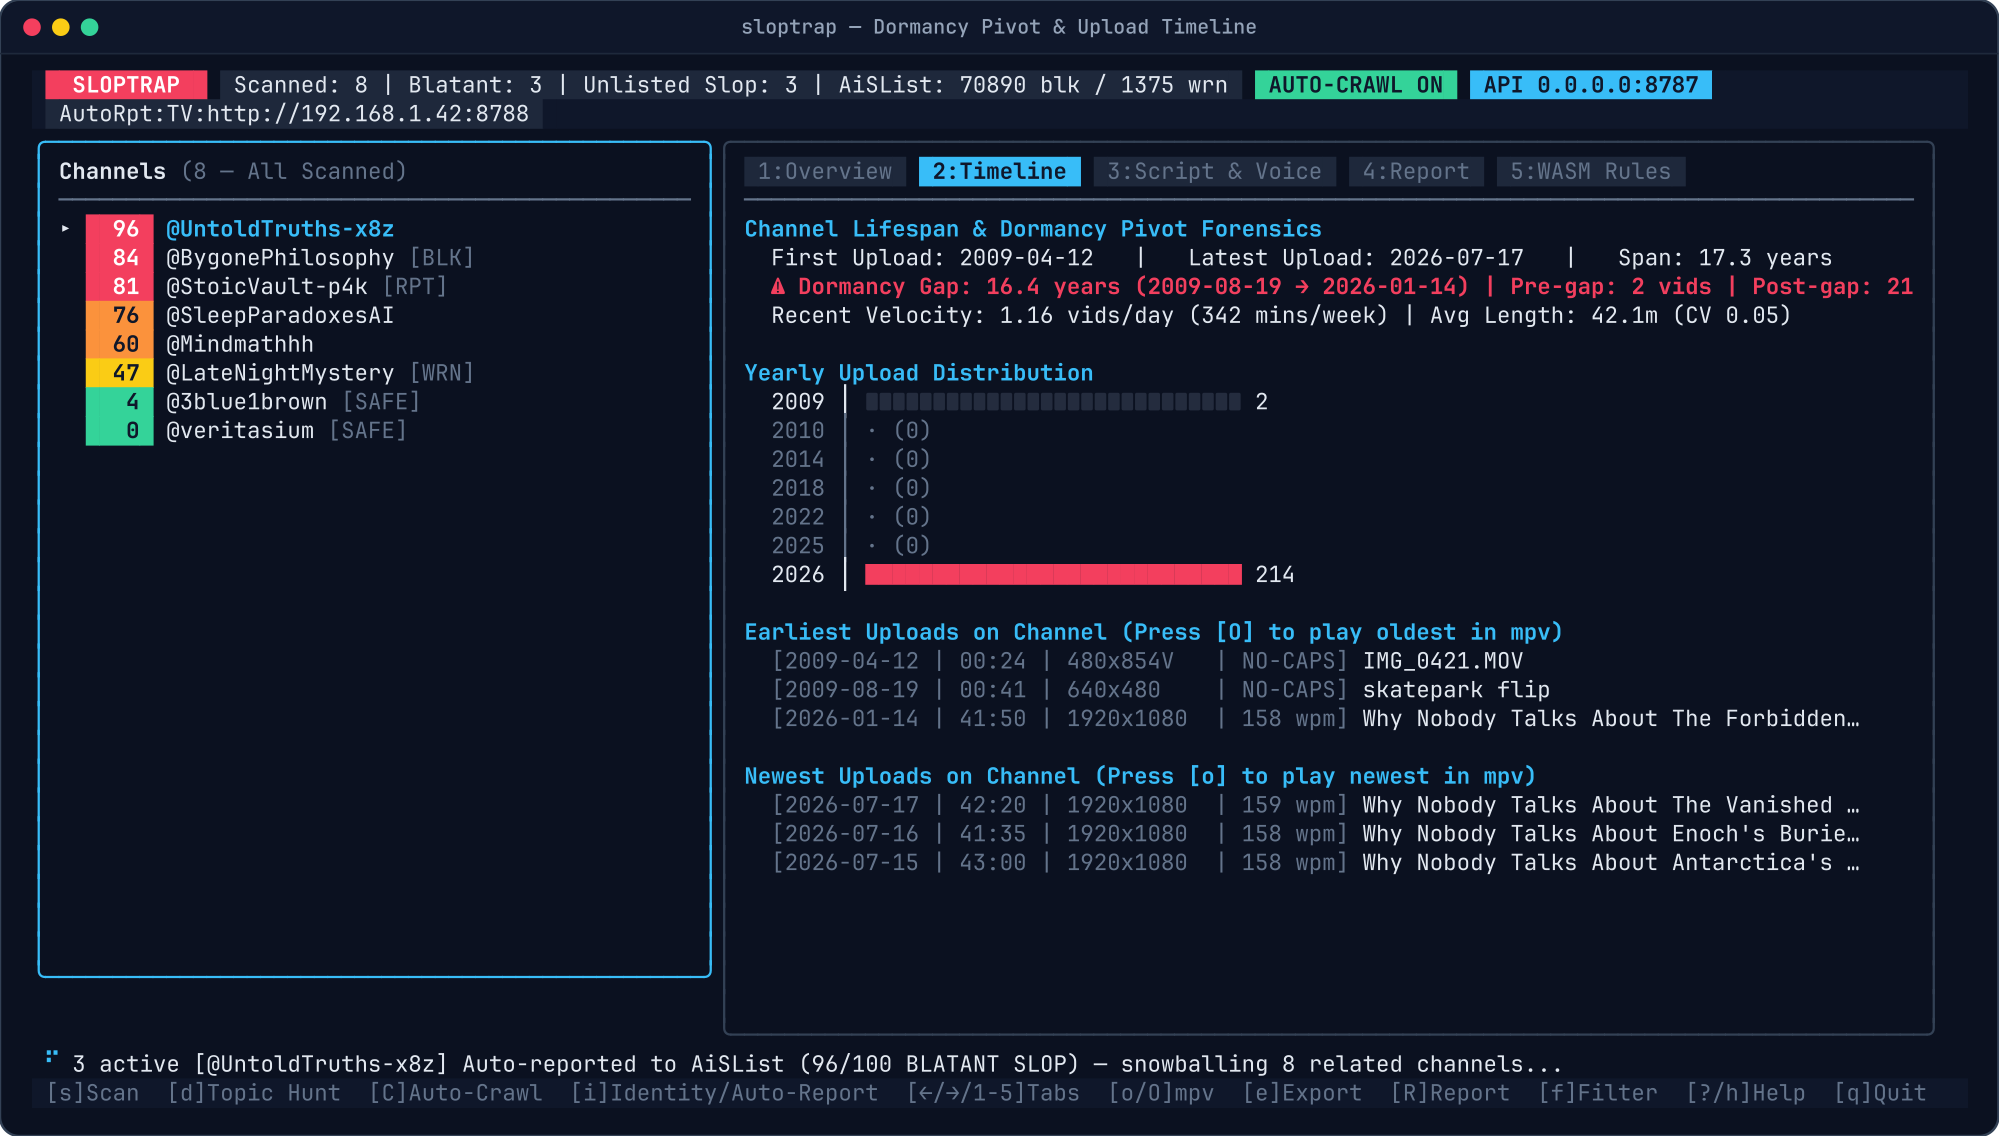 sloptrap — Dormancy Pivot & Upload Timeline
SLOPTRAP Scanned: 8 | Blatant: 3 | Unlisted Slop: 3 | AiSList: 70890 blk / 1375 wrn AUTO-CRAWL ON API 0.0.0.0:8787
AutoRpt:TV:http://192.168.1.42:8788
Channels (8 — All Scanned)
▸ 96 @UntoldTruths-x8z
84 @BygonePhilosophy [BLK]
81 @StoicVault-p4k [RPT]
76 @SleepParadoxesAI
60 @Mindmathhh
47 @LateNightMystery [WRN]
4 @3blue1brown [SAFE]
0 @veritasium [SAFE]
1:Overview 2:Timeline 3:Script & Voice 4:Report 5:WASM Rules
Channel Lifespan & Dormancy Pivot Forensics
First Upload: 2009-04-12 | Latest Upload: 2026-07-17 | Span: 17.3 years
⚠ Dormancy Gap: 16.4 years (2009-08-19 → 2026-01-14) | Pre-gap: 2 vids | Post-gap: 21
Recent Velocity: 1.16 vids/day (342 mins/week) | Avg Length: 42.1m (CV 0.05)
Yearly Upload Distribution
2009 | 2
2010 | · (0)
2014 | · (0)
2018 | · (0)
2022 | · (0)
2025 | · (0)
2026 | 214
Earliest Uploads on Channel (Press [O] to play oldest in mpv)
[2009-04-12 | 00:24 | 480x854V | NO-CAPS] IMG_0421.MOV
[2009-08-19 | 00:41 | 640x480 | NO-CAPS] skatepark flip
[2026-01-14 | 41:50 | 1920x1080 | 158 wpm] Why Nobody Talks About The Forbidden…
Newest Uploads on Channel (Press [o] to play newest in mpv)
[2026-07-17 | 42:20 | 1920x1080 | 159 wpm] Why Nobody Talks About The Vanished …
[2026-07-16 | 41:35 | 1920x1080 | 158 wpm] Why Nobody Talks About Enoch's Burie…
[2026-07-15 | 43:00 | 1920x1080 | 158 wpm] Why Nobody Talks About Antarctica's …
3 active [@UntoldTruths-x8z] Auto-reported to AiSList (96/100 BLATANT SLOP) — snowballing 8 related channels...
[s]Scan [d]Topic Hunt [C]Auto-Crawl [i]Identity/Auto-Report [←/→/1-5]Tabs [o/O]mpv [e]Export [R]Report [f]Filter [?/h]Help [q]Quit